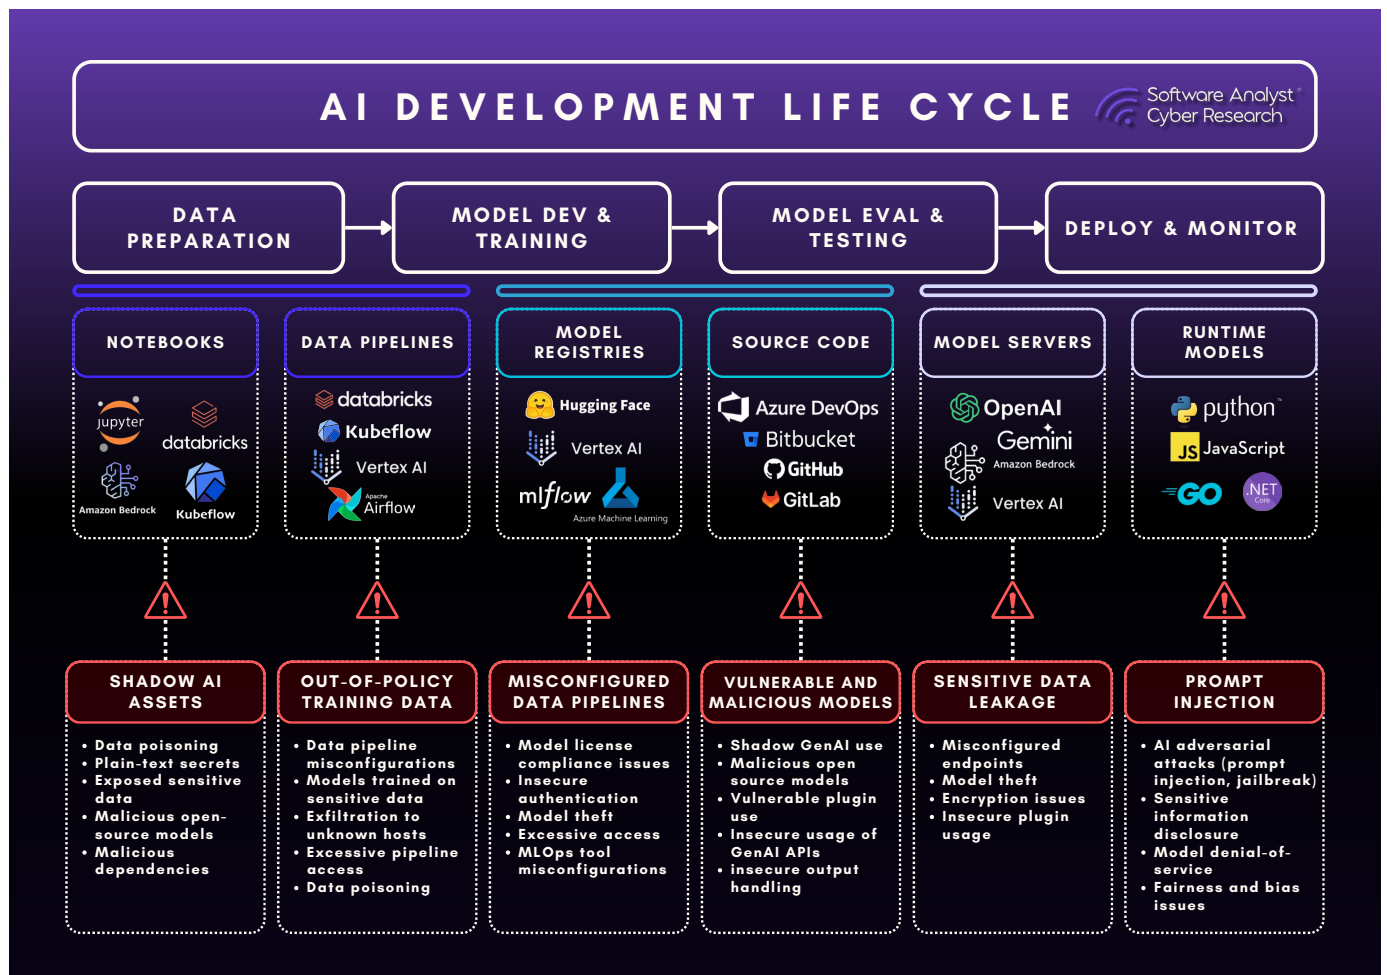 AI DEVELOPMENT LIFE CYCLE
Software Analyst
Cyber Research
DATA
PREPARATION
MODEL DEV &
TRAINING
MODEL EVAL &
TESTING
DEPLOY & MONITOR
NOTEBOOKS
jupyter
databricks
Amazon Bedrock
Kubeflow
DATA PIPELINES
databricks
Kubeflow
Vertex AI
Apache
Airflow
MODEL
REGISTRIES
Hugging Face
Vertex AI
mlflow
Azure Machine Learning
SOURCE CODE
Azure DevOps
Bitbucket
GitHub
GitLab
MODEL SERVERS
OpenAI
Gemini
Amazon Bedrock
Vertex AI
RUNTIME
MODELS
python™
JS JavaScript
GO
.NET
Core
SHADOW AI
ASSETS
• Data poisoning
• Plain-text secrets
• Exposed sensitive
data
• Malicious open-
source models
• Malicious
dependencies
OUT-OF-POLICY
TRAINING DATA
• Data pipeline
misconfigurations
• Models trained on
sensitive data
• Exfiltration to
unknown hosts
• Excessive pipeline
access
• Data poisoning
MISCONFIGURED
DATA PIPELINES
• Model license
compliance issues
• Insecure
authentication
• Model theft
• Excessive access
• MLOps tool
misconfigurations
VULNERABLE AND
MALICIOUS MODELS
• Shadow GenAI use
• Malicious open
source models
• Vulnerable plugin
use
• Insecure usage of
GenAI APIs
• insecure output
handling
SENSITIVE DATA
LEAKAGE
• Misconfigured
endpoints
• Model theft
• Encryption issues
• Insecure plugin
usage
PROMPT
INJECTION
• AI adversarial
attacks (prompt
injection, jailbreak)
• Sensitive
information
disclosure
• Model denial-of-
service
• Fairness and bias
issues